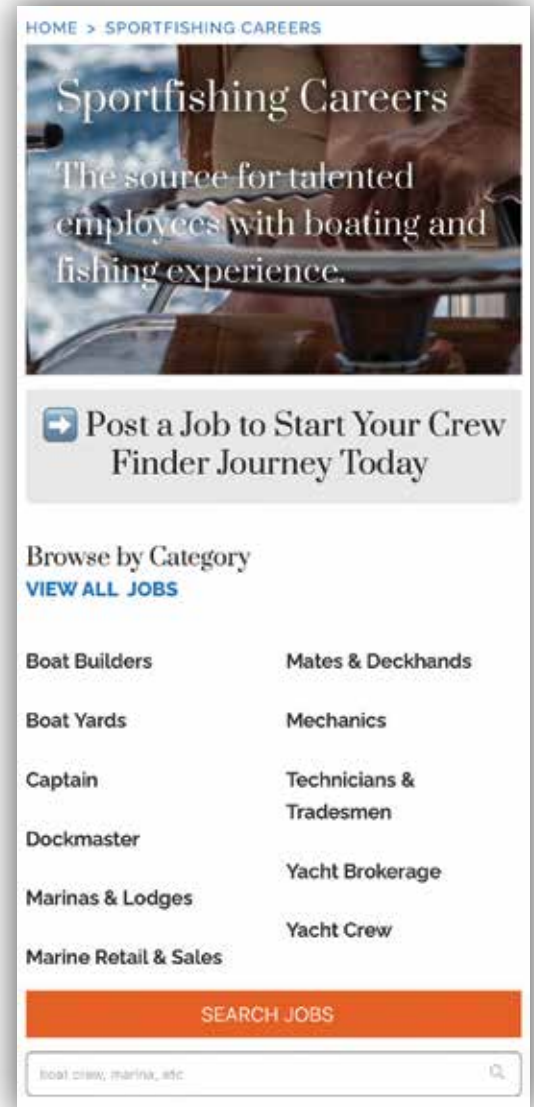 HOME > SPORTFISHING CAREERS
Sportfishing Careers
The source for talented
employees with boating and
fishing experience.
➡️ Post a Job to Start Your Crew
Finder Journey Today
Browse by Category
VIEW ALL JOBS
Boat Builders
Boat Yards
Captain
Dockmaster
Marinas & Lodges
Marine Retail & Sales
Mates & Deckhands
Mechanics
Technicians &
Tradesmen
Yacht Brokerage
Yacht Crew
SEARCH JOBS
boat crew, marina, etc